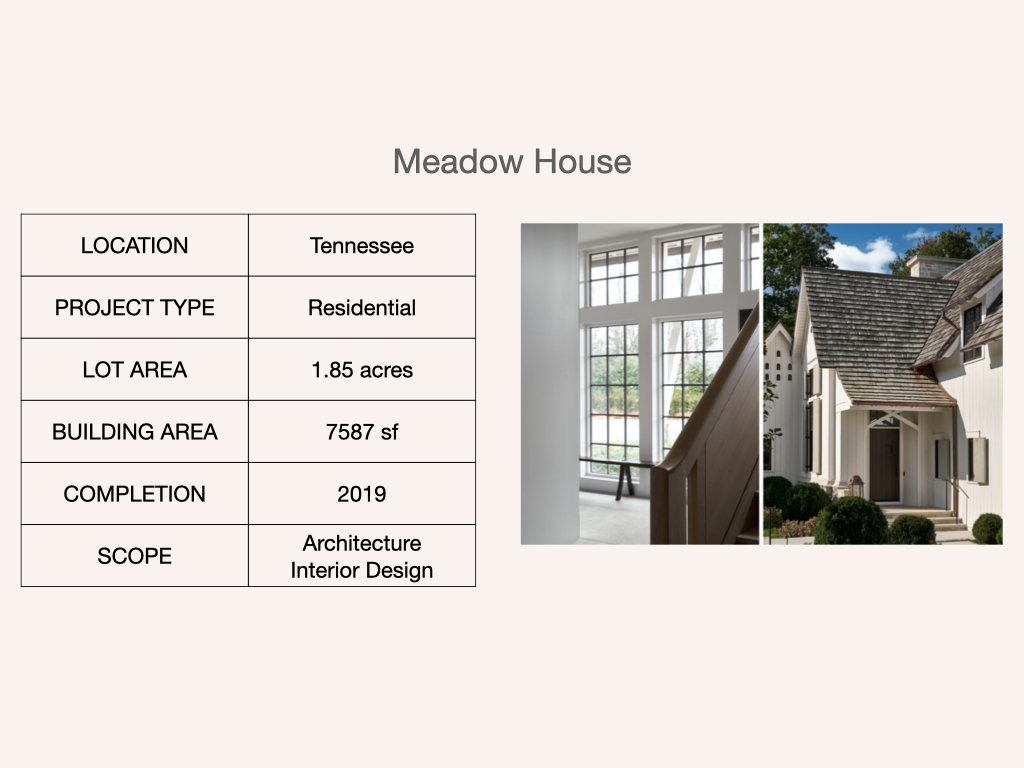 Meadow House
LOCATION Tennessee
PROJECT TYPE Residential
LOT AREA 1.85 acres
BUILDING AREA 7587 sf
COMPLETION 2019
SCOPE Architecture
Interior Design